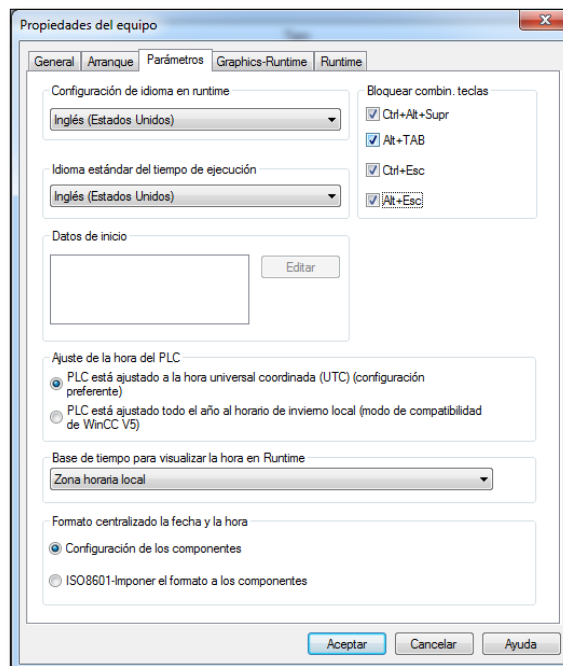 Propiedades del equipo
General Arranque Parámetros Graphics-Runtime Runtime
Configuración de idioma en runtime
Inglés (Estados Unidos)
Bloquear combin. teclas
Ctrl+Alt+Supr
Alt+TAB
Ctrl+Esc
Alt+Esc
Idioma estándar del tiempo de ejecución
Inglés (Estados Unidos)
Datos de inicio
Editar
Ajuste de la hora del PLC
PLC está ajustado a la hora universal coordinada (UTC) (configuración
preferente)
PLC está ajustado todo el año al horario de invierno local (modo de compatibilidad
de WinCC V5)
Base de tiempo para visualizar la hora en Runtime
Zona horaria local
Formato centralizado la fecha y la hora
Configuración de los componentes
ISO8601-Imponer el formato a los componentes
Aceptar Cancelar Ayuda